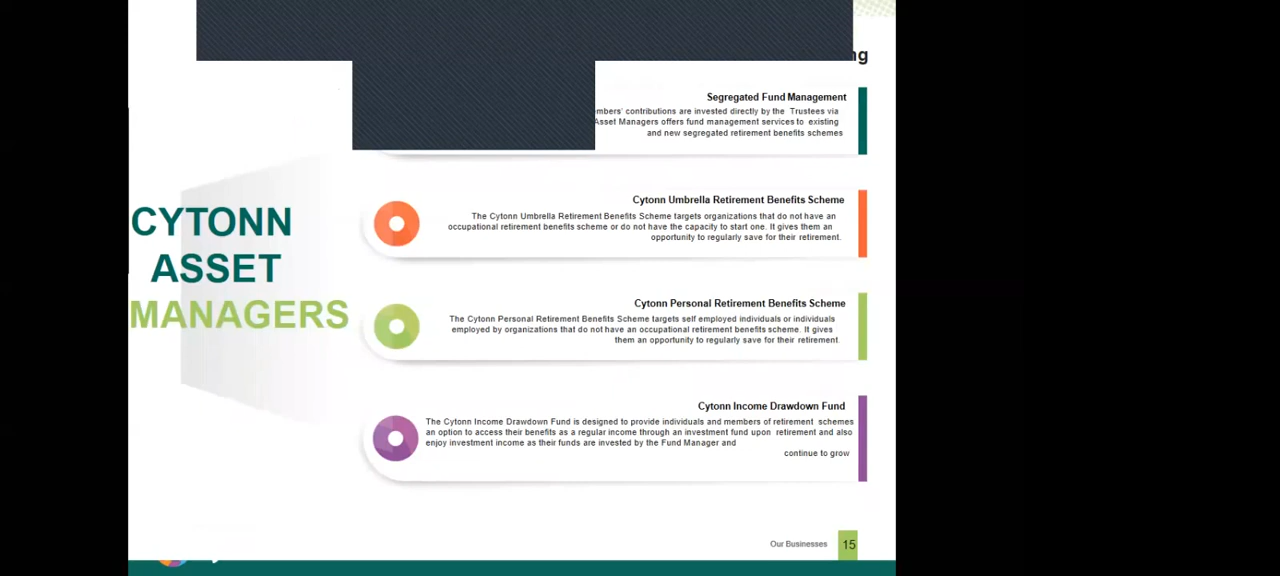 ng
CYTONN
ASSET
MANAGERS
Segregated Fund Management
contributions are invested directly by the Trustees via
Asset Managers offers fund management services to existing
and new segregated retirement benefits schemes
Cytonn Umbrella Retirement Benefits Scheme
The Cytonn Umbrella Retirement Benefits Scheme targets organizations that do not have an
occupational retirement benefits scheme or do not have the capacity to start one. It gives them an
opportunity to regularly save for their retirement.
Cytonn Personal Retirement Benefits Scheme
The Cytonn Personal Retirement Benefits Scheme targets self employed individuals or individuals
employed by organizations that do not have an occupational retirement benefits scheme. It gives
them an opportunity to regularly save for their retirement.
Cytonn Income Drawdown Fund
The Cytonn Income Drawdown Fund is designed to provide individuals and members of retirement schemes
an option to access their benefits as a regular income through an investment fund upon retirement and also
enjoy investment income as their funds are invested by the Fund Manager and
continue to grow
Our Businesses 15